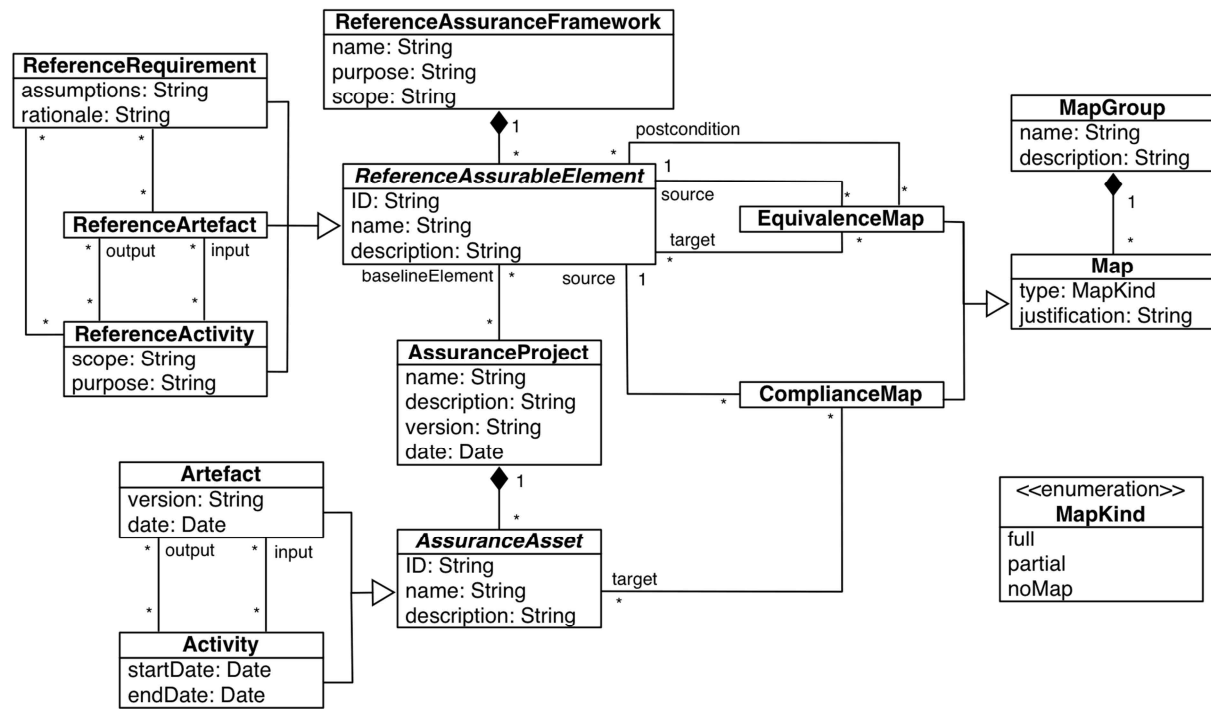 ReferenceAssuranceFramework
name: String
purpose: String
scope: String
1
*
ReferenceRequirement
assumptions: String
rationale: String
*
*
*
ReferenceArtefact
*
output
*
input
*
*
*
ReferenceActivity
scope: String
purpose: String
ReferenceAssurableElement
ID: String
name: String
description: String
postcondition
*
*
1
source
*
target
*
*
EquivalenceMap
MapGroup
name: String
description: String
1
*
Map
type: MapKind
justification: String
baselineElement
*
*
source
1
*
ComplianceMap
*
AssuranceProject
name: String
description: String
version: String
date: Date
1
*
AssuranceAsset
ID: String
name: String
description: String
target
*
Artefact
version: String
date: Date
*
output
*
input
*
*
Activity
startDate: Date
endDate: Date
<<enumeration>>
MapKind
full
partial
noMap